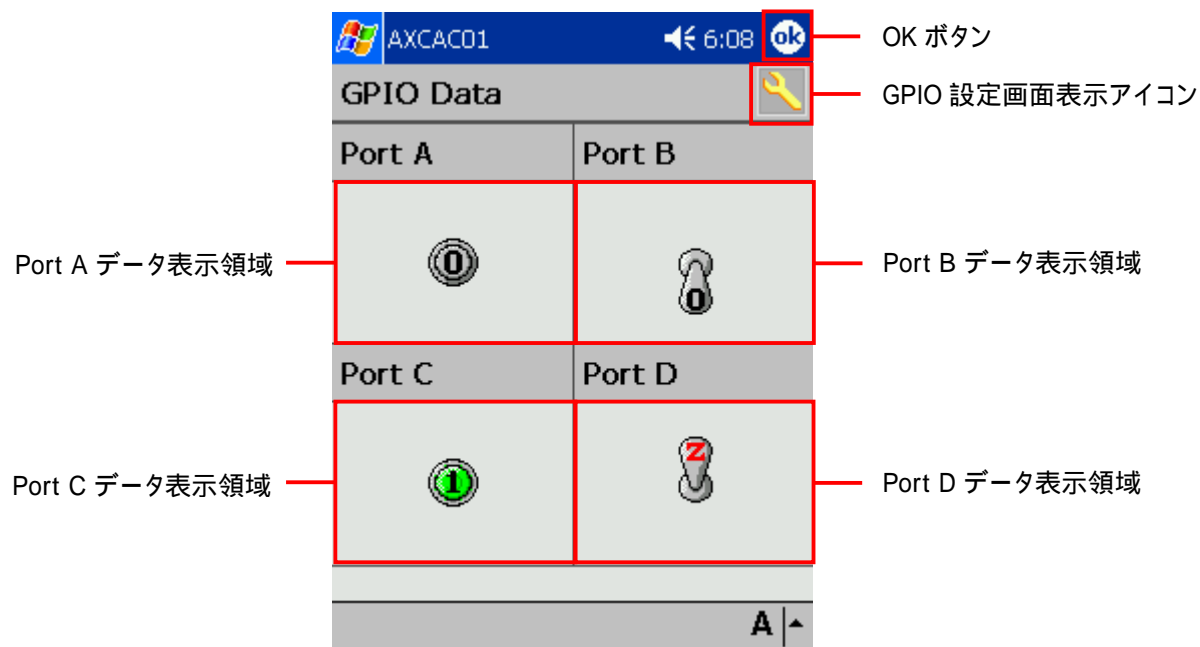 AXCAC01 6:08 ok
OK ボタン
GPIO Data
GPIO 設定画面表示アイコン
Port A Port B
Port A データ表示領域
0
0
Port B データ表示領域
Port C Port D
Port C データ表示領域
1
Z
Port D データ表示領域
A